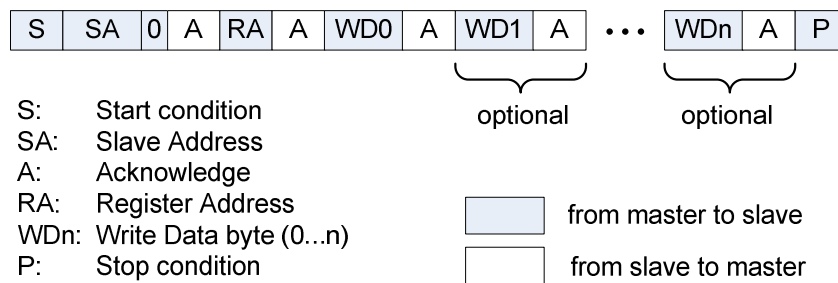 S SA 0 A RA A WD0 A WD1 A ••• WDn A P
optional optional
S: Start condition
SA: Slave Address
A: Acknowledge
RA: Register Address
WDn: Write Data byte (0...n)
P: Stop condition
from master to slave
from slave to master